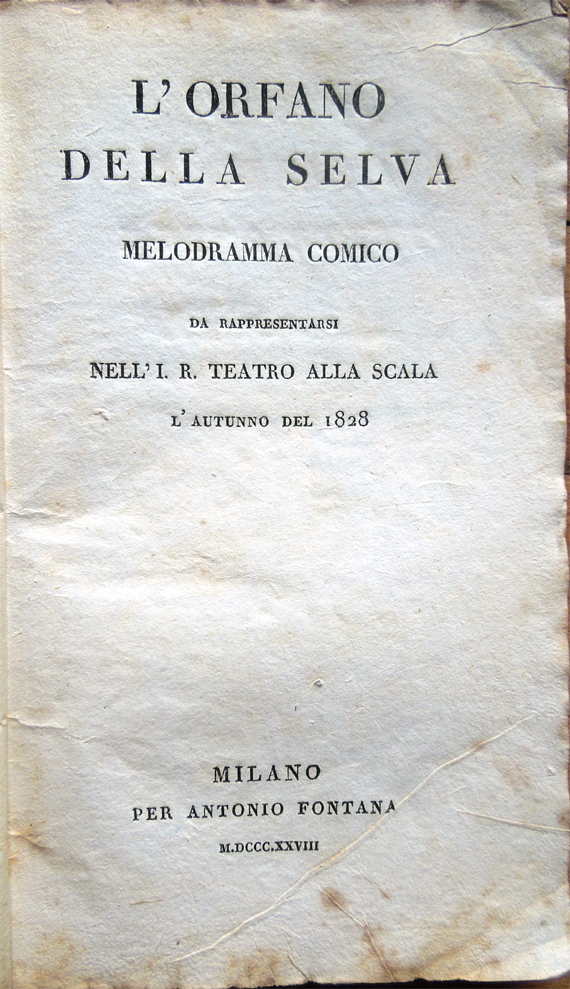 L' ORFANO
DELLA SELVA
MELODRAMMA COMICO
DA RAPPRESENTARSI
NELL' I. R. TEATRO ALLA SCALA
L' AUTUNNO DEL 1828
MILANO
PER ANTONIO FONTANA
M.DCCC.XXVIII